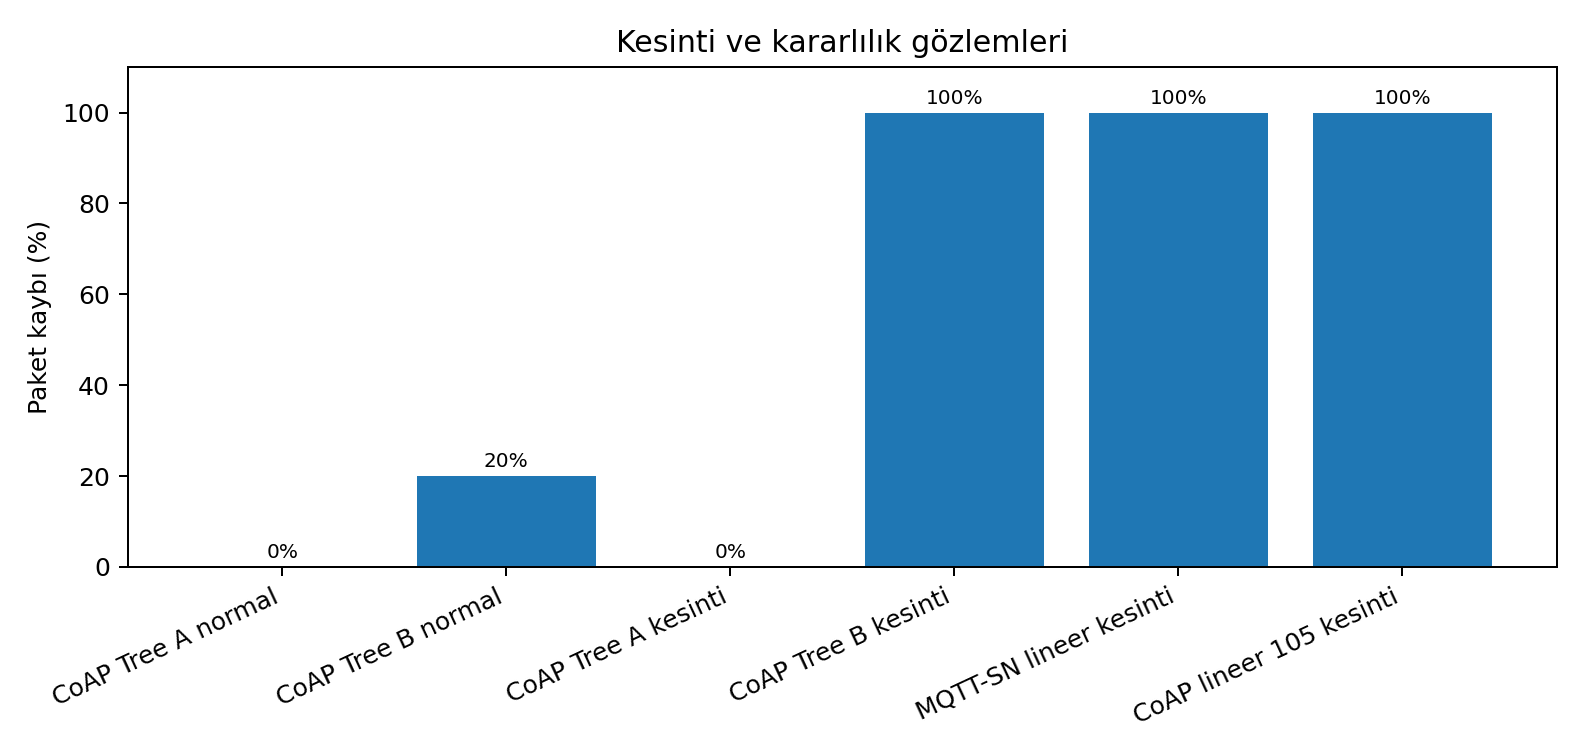 Kesinti ve kararlılık gözlemleri
Paket kaybı (%)
100
80
60
40
20
0
0%
20%
0%
100%
100%
100%
CoAP Tree A normal
CoAP Tree B normal
CoAP Tree A kesinti
CoAP Tree B kesinti
MQTT-SN lineer kesinti
CoAP lineer 105 kesinti